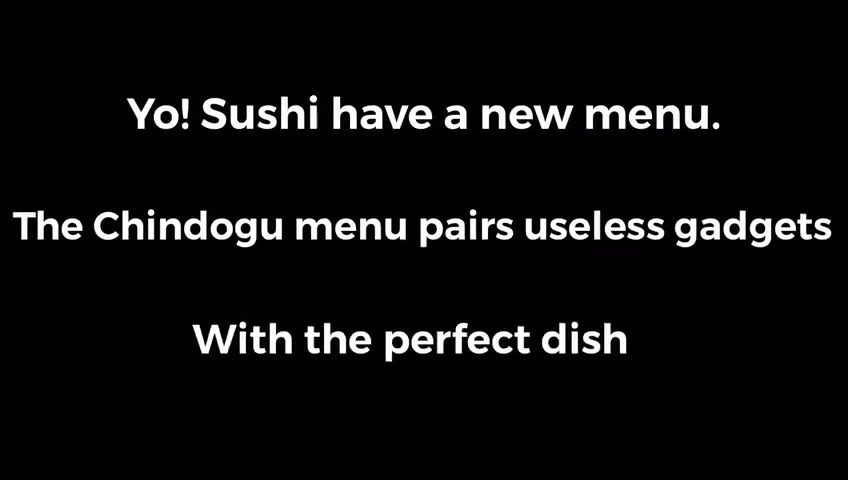 Yo! Sushi have a new menu.
The Chindogu menu pairs useless gadgets
With the perfect dish